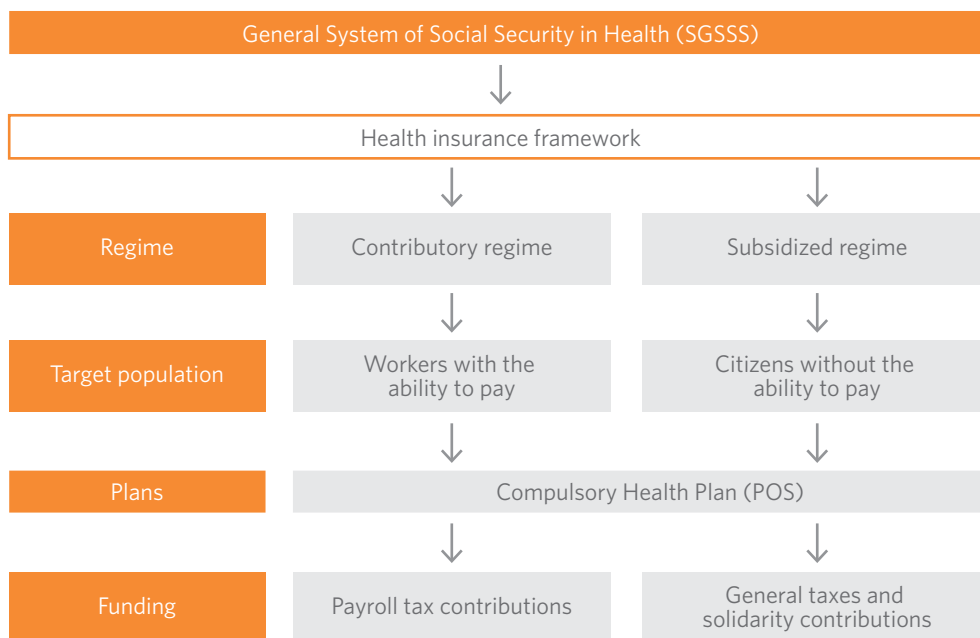 General System of Social Security in Health (SGSSS)
Health insurance framework
Regime
Contributory regime
Subsidized regime
Target population
Workers with the
ability to pay
Citizens without the
ability to pay
Plans
Compulsory Health Plan (POS)
Funding
Payroll tax contributions
General taxes and
solidarity contributions